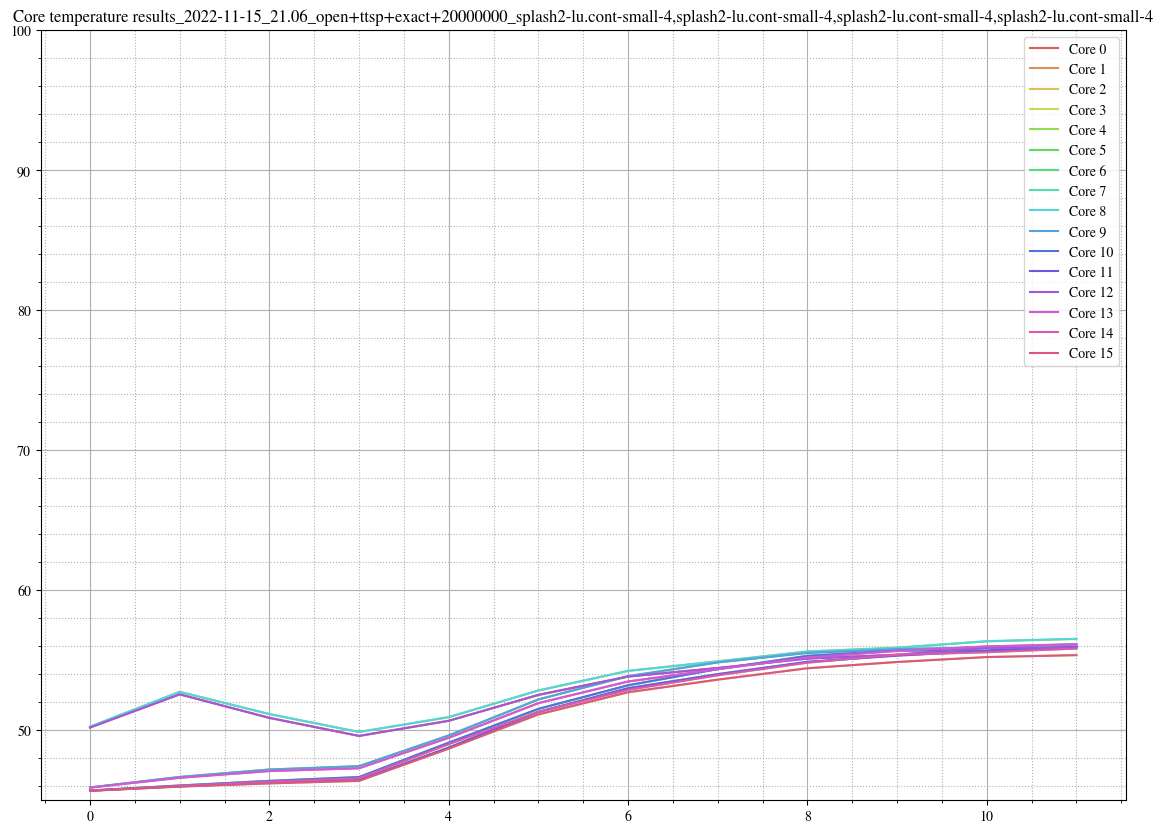 Core temperature results_2022-11-15_21.06_open+ttsp+exact+20000000_splash2-lu.cont-small-4,splash2-lu.cont-small-4,splash2-lu.cont-small-4,splash2-lu.cont-small-4
100
90
80
70
60
50
0
2
4
6
8
10
Core 0
Core 1
Core 2
Core 3
Core 4
Core 5
Core 6
Core 7
Core 8
Core 9
Core 10
Core 11
Core 12
Core 13
Core 14
Core 15